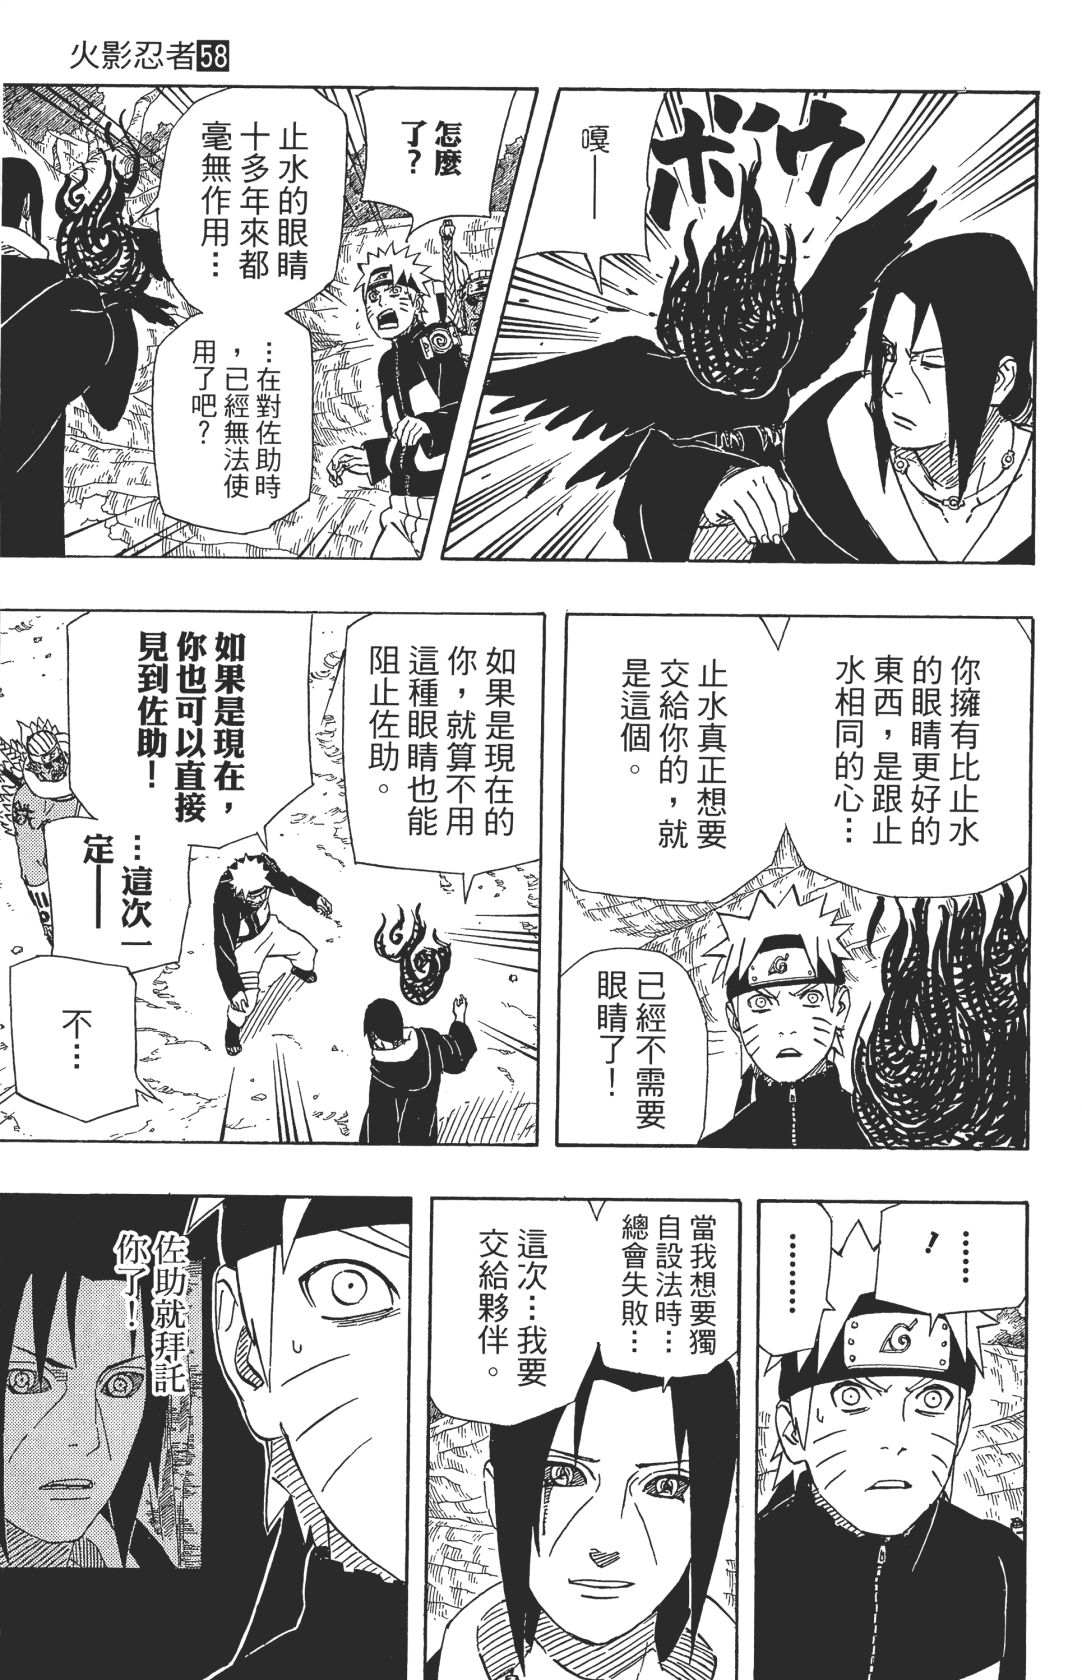 火影忍者58
ボウ
嘎——
怎麼
了？
止水的眼睛
十多年來都
毫無作用…
…在對佐助時
，已經無法使
用了吧？
你擁有比止水
的眼睛更好的
東西，是跟止
水相同的心…
止水真正想要
交給你的，就
是這個。
已經不需要
眼睛了！
如果是現在的
你，就算不用
這種眼睛也能
阻止佐助。
如果是現在，
你也可以直接
見到佐助！
…這次一
定——
不…
……！
………
當我想要獨
自設法時…
總會失敗…
這次…我要
交給夥伴。
佐助就拜託
你了！